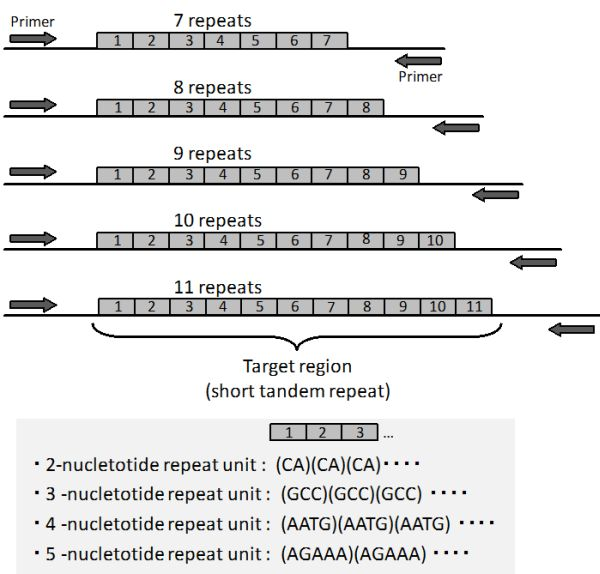 Primer
7 repeats
1 2 3 4 5 6 7
Primer
8 repeats
1 2 3 4 5 6 7 8
9 repeats
1 2 3 4 5 6 7 8 9
10 repeats
1 2 3 4 5 6 7 8 9 10
11 repeats
1 2 3 4 5 6 7 8 9 10 11
Target region
(short tandem repeat)
1 2 3 ...
・2-nucletotide repeat unit : (CA)(CA)(CA)・・・・
・3 -nucletotide repeat unit : (GCC)(GCC)(GCC) ・・・・
・4 -nucletotide repeat unit : (AATG)(AATG)(AATG) ・・・・
・5 -nucletotide repeat unit : (AGAAA)(AGAAA) ・・・・